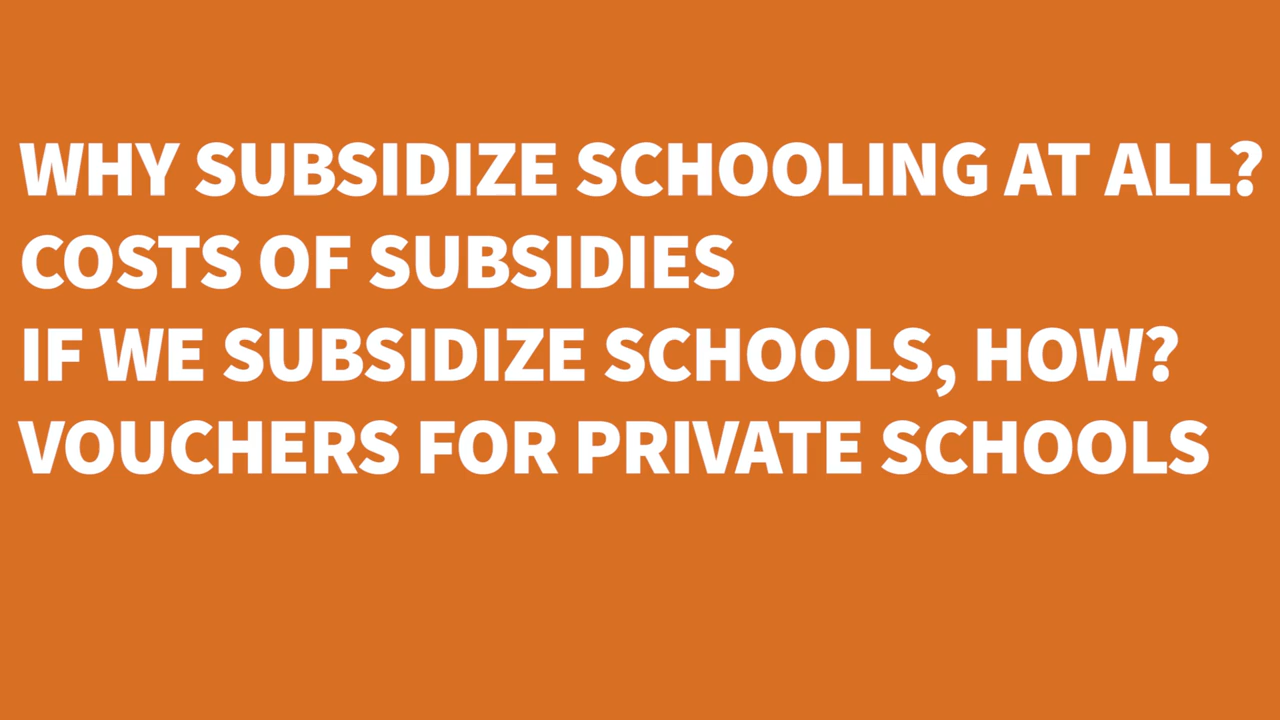 WHY SUBSIDIZE SCHOOLING AT ALL?
COSTS OF SUBSIDIES
IF WE SUBSIDIZE SCHOOLS, HOW?
VOUCHERS FOR PRIVATE SCHOOLS